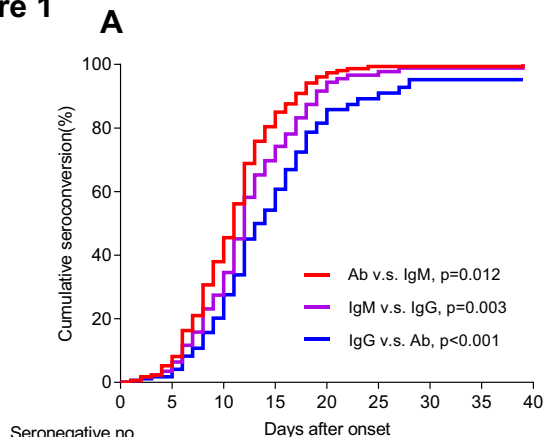 re 1
A
100
80
60
40
20
0
Cumulative seroconversion(%)
Ab v.s. IgM, p=0.012
IgM v.s. IgG, p=0.003
IgG v.s. Ab, p<0.001
0 5 10 15 20 25 30 35 40
Days after onset
Seronegative no